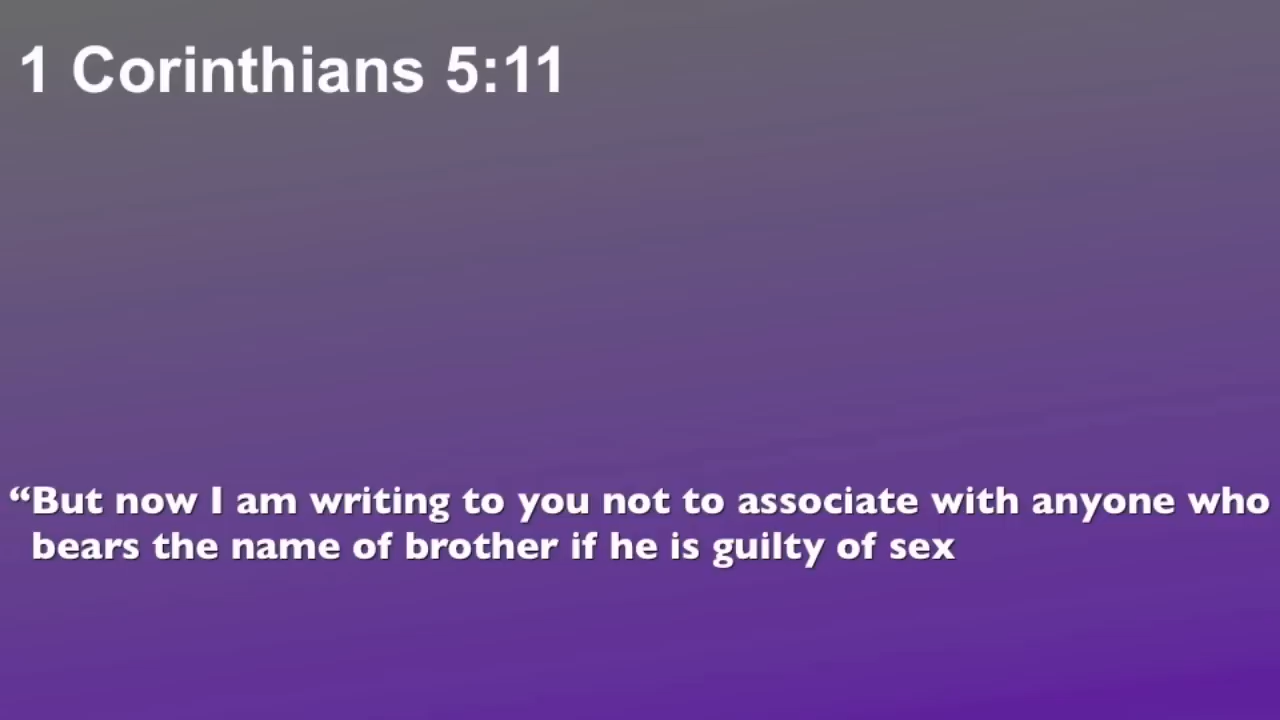 1 Corinthians 5:11
“But now I am writing to you not to associate with anyone who
bears the name of brother if he is guilty of sex